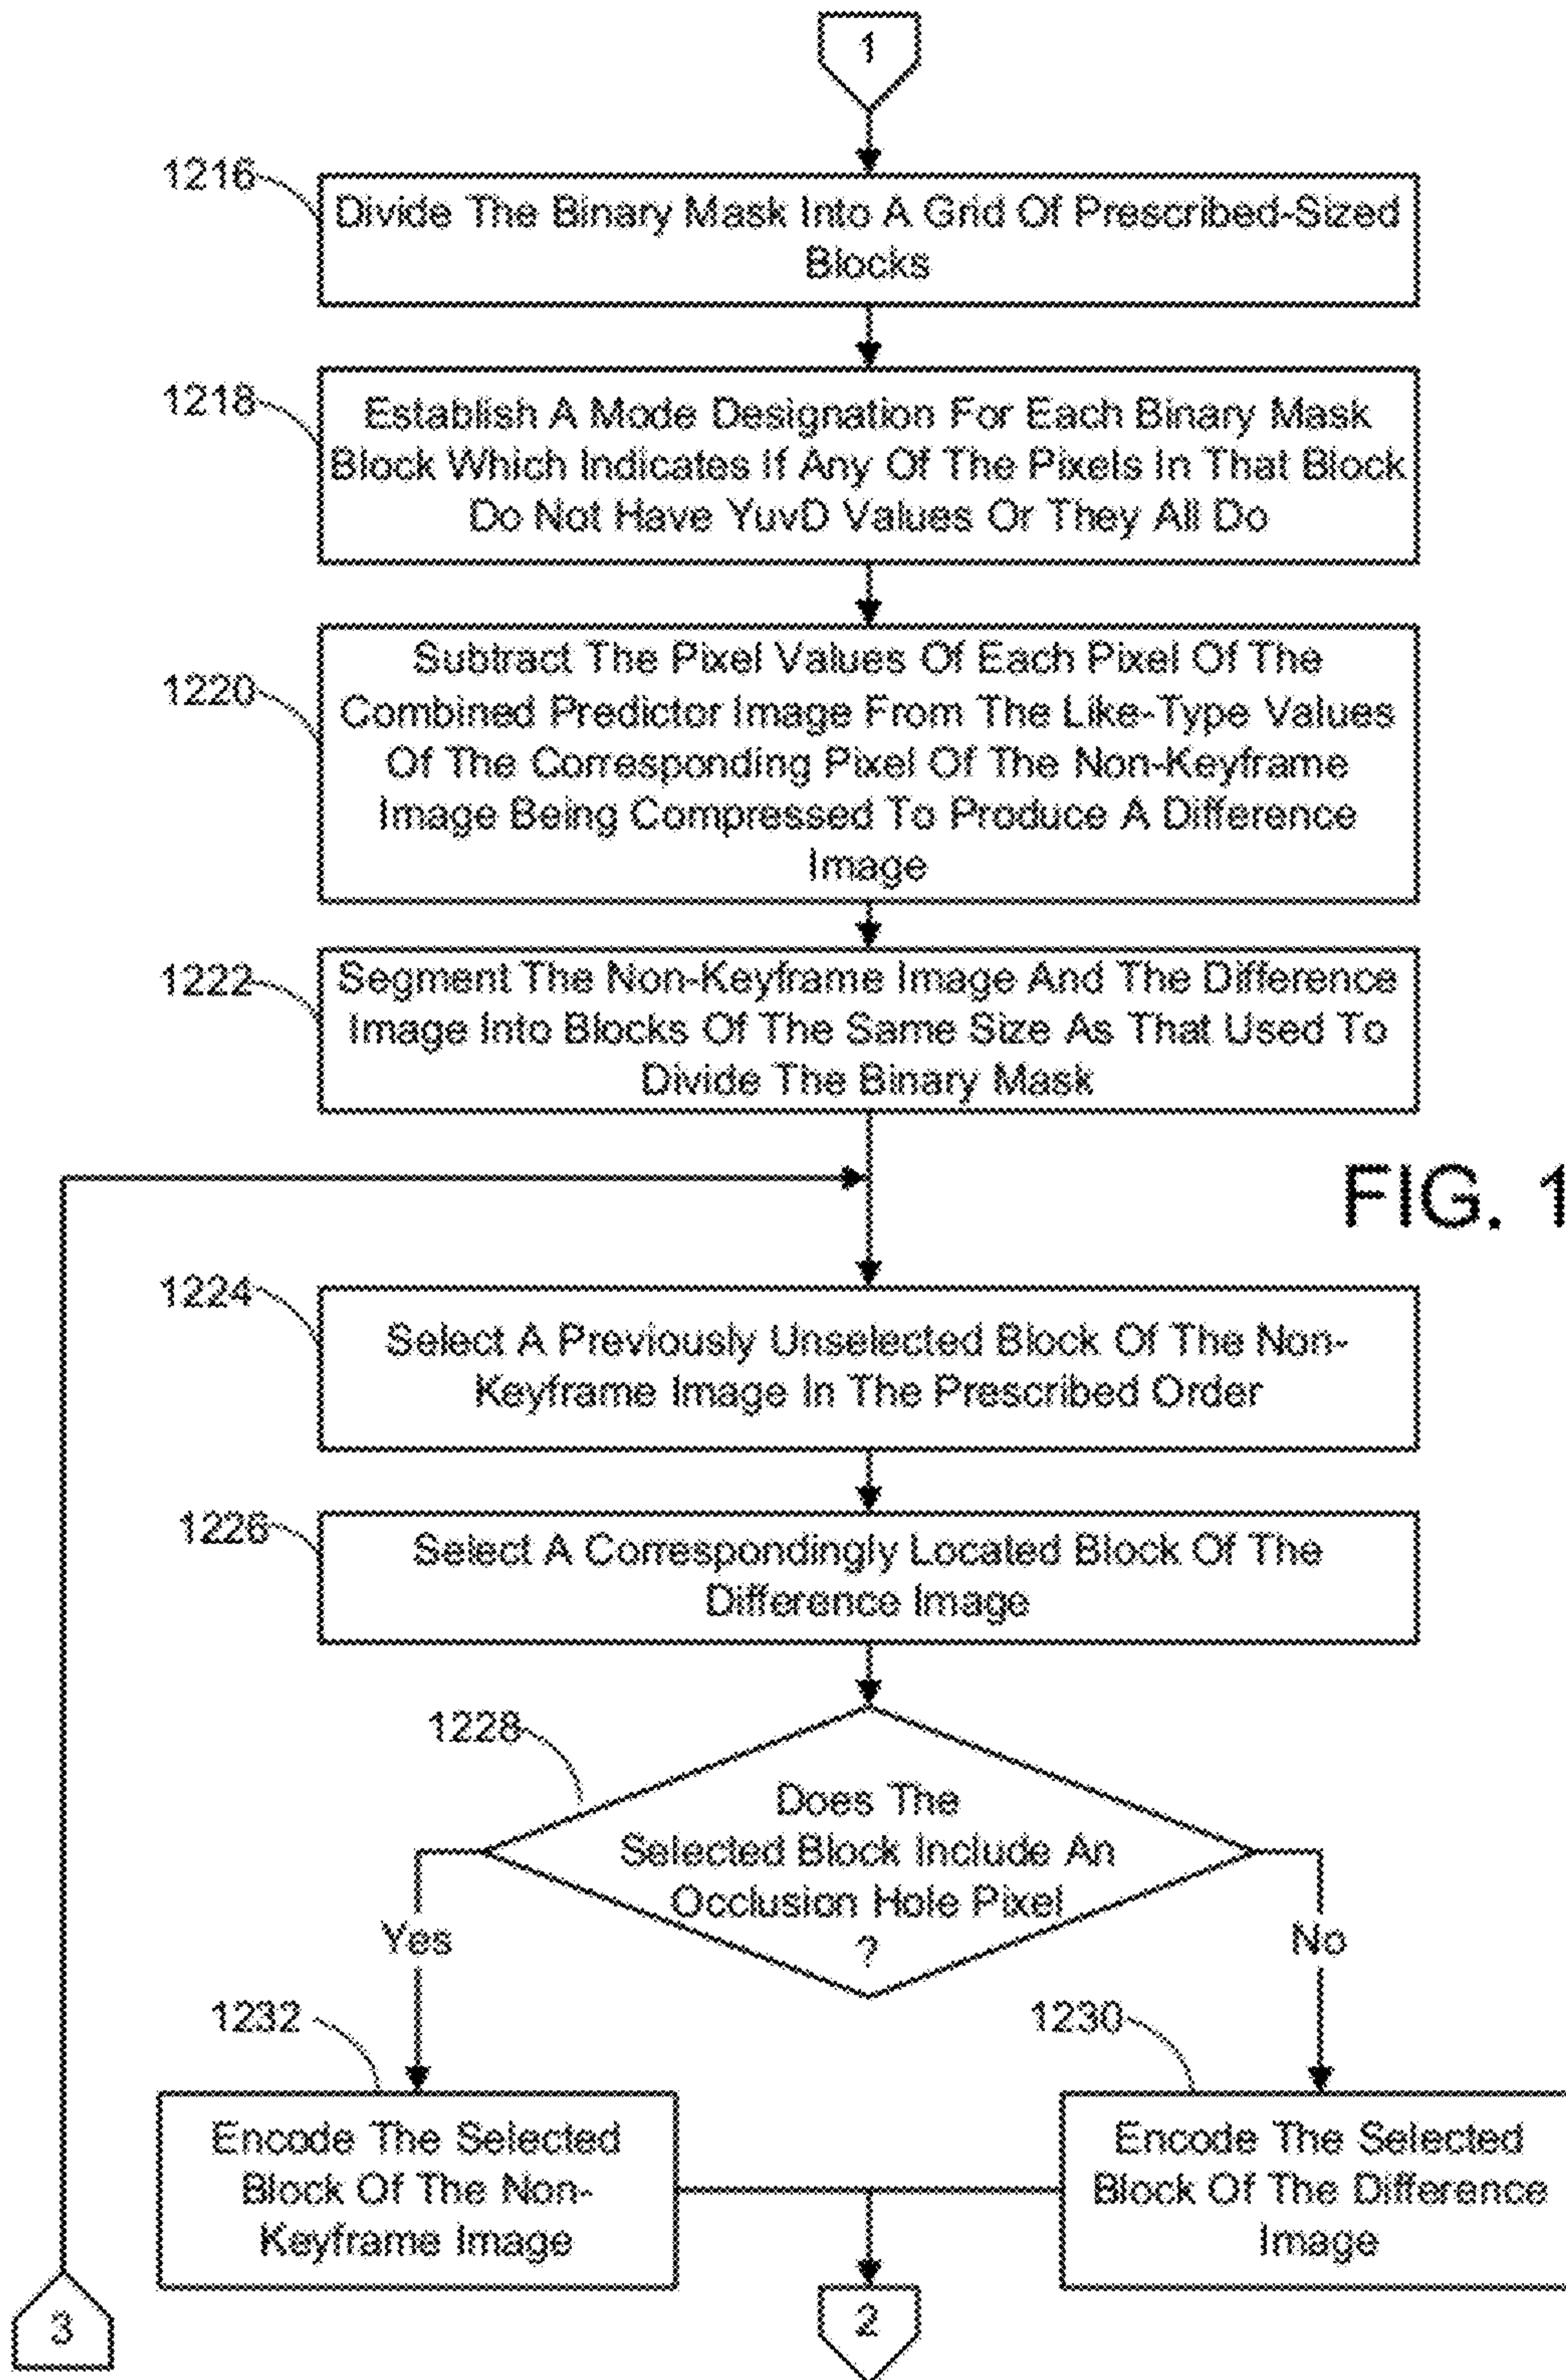 1
1216
Divide The Binary Mask Into A Grid Of Prescribed-Sized
Blocks
1218
Establish A Mode Designation For Each Binary Mask
Block Which Indicates If Any Of The Pixels In That Block
Do Not Have YuvD Values Or They All Do
1220
Subtract The Pixel Values Of Each Pixel Of The
Combined Predictor Image From The Like-Type Values
Of The Corresponding Pixel Of The Non-Keyframe
Image Being Compressed To Produce A Difference
Image
1222
Segment The Non-Keyframe Image And The Difference
Image Into Blocks Of The Same Size As That Used To
Divide The Binary Mask
FIG. 1
1224
Select A Previously Unselected Block Of The Non-
Keyframe Image In The Prescribed Order
1226
Select A Correspondingly Located Block Of The
Difference Image
1228
Does The
Selected Block Include An
Occlusion Hole Pixel
?
Yes
No
1232
1230
Encode The Selected
Block Of The Non-
Keyframe Image
Encode The Selected
Block Of The Difference
Image
3
2